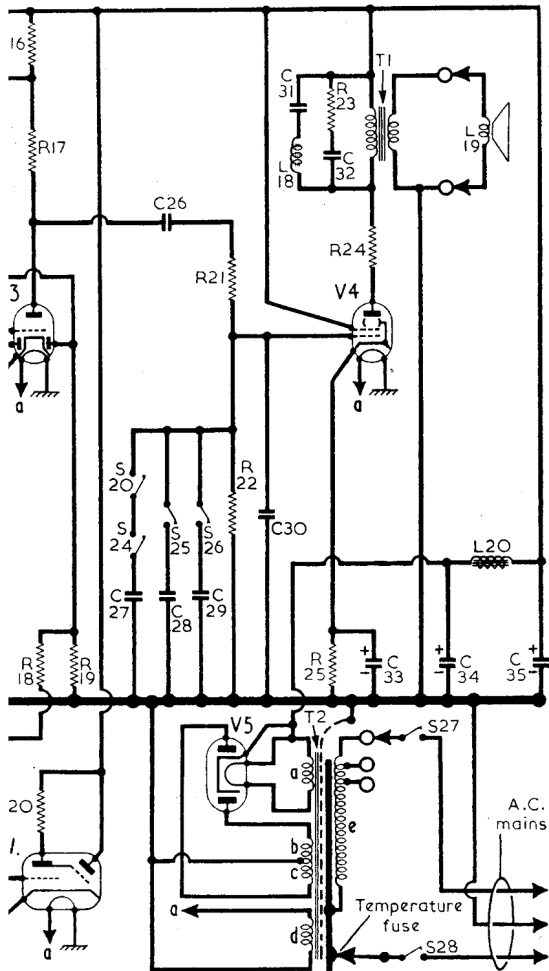 16
R17
C26
R21
C
31
R
23
L
18
C
32
T1
L
19
R24
V4
3
a
a
S
20
S
24
S
25
S
26
R
22
C30
C
27
C
28
C
29
L20
R
18
R
19
R
25
+
-
C
33
+
-
C
34
C
35
+
-
V5
T2
S27
a
20
b
c
e
A.C.
mains
1.
a
d
Temperature
fuse
a
S28